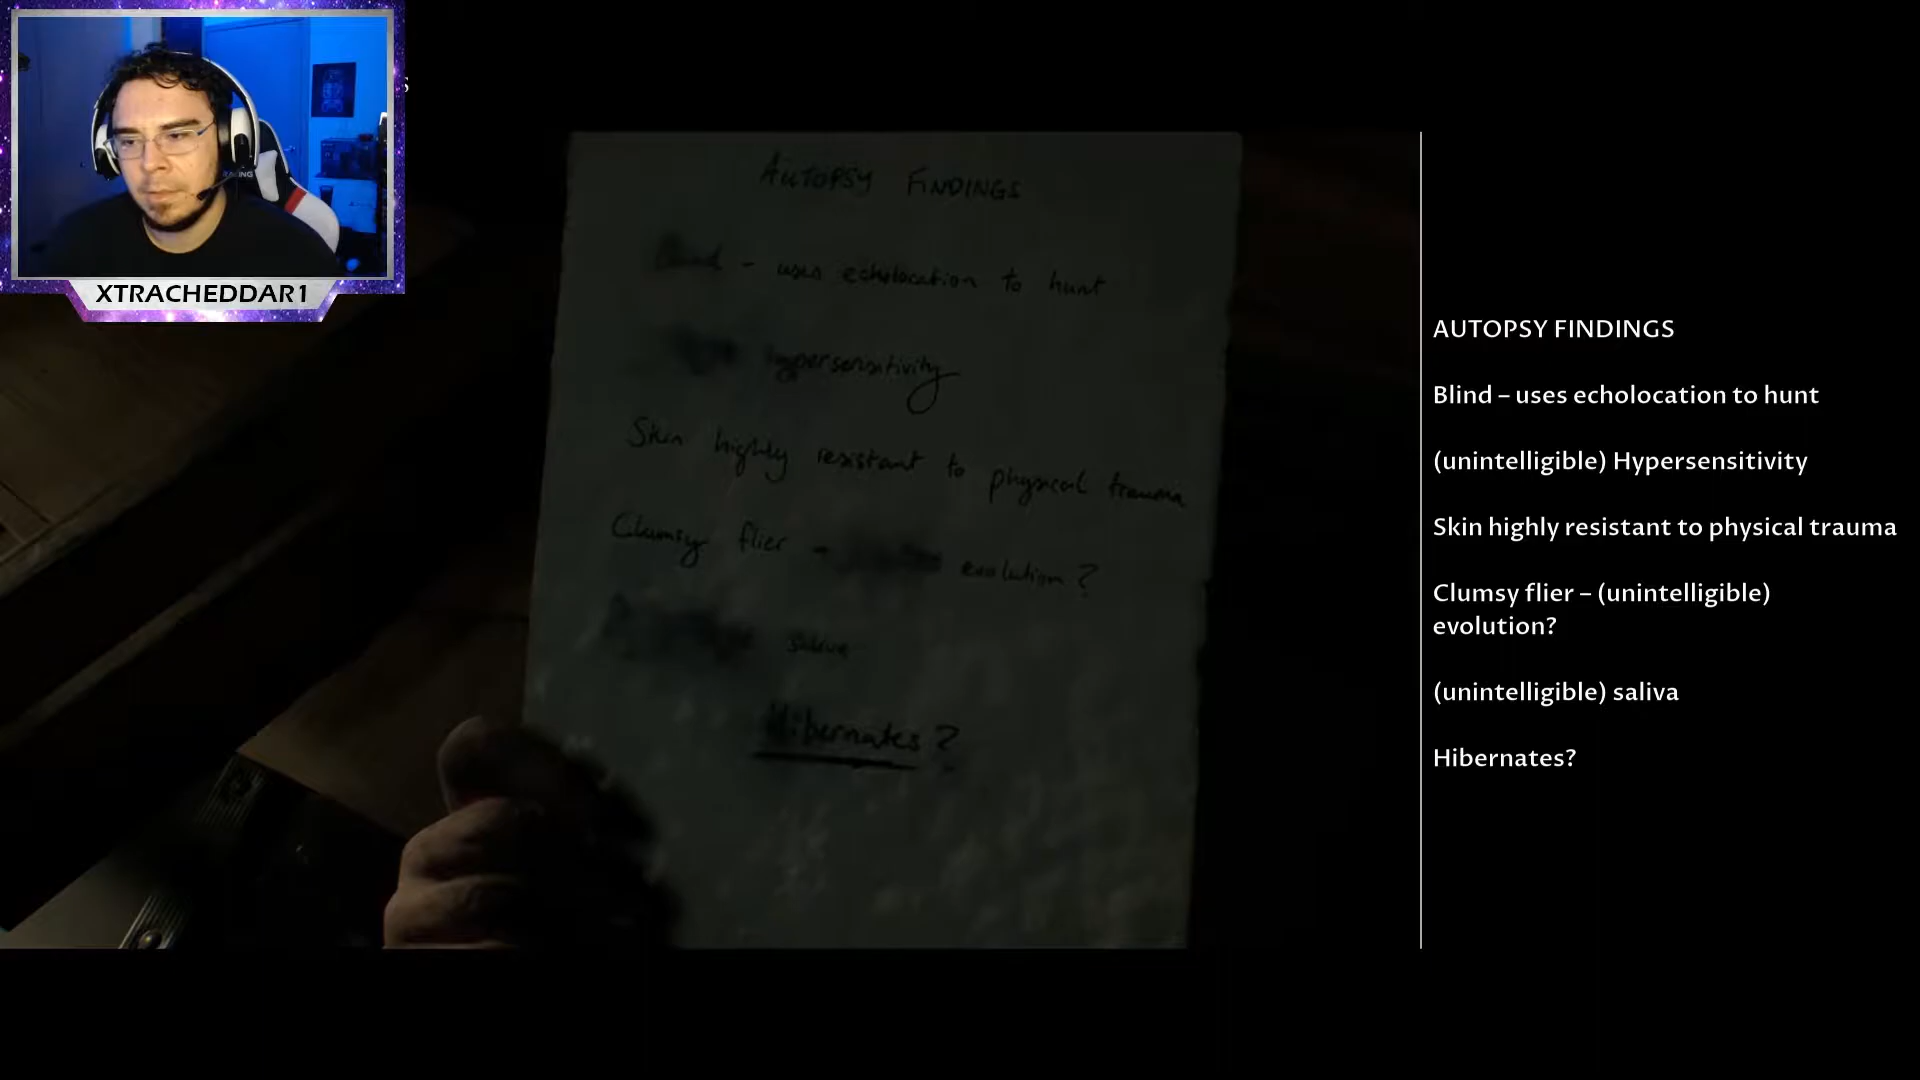 XTRACHEDDAR1
RACING
S
AUTOPSY FINDINGS
Blind - uses echolocation to hunt
hypersensitivity
Skin highly resistant to physical trauma
Clumsy flier - evolution?
saliva
Hibernates?
AUTOPSY FINDINGS
Blind – uses echolocation to hunt
(unintelligible) Hypersensitivity
Skin highly resistant to physical trauma
Clumsy flier – (unintelligible)
evolution?
(unintelligible) saliva
Hibernates?